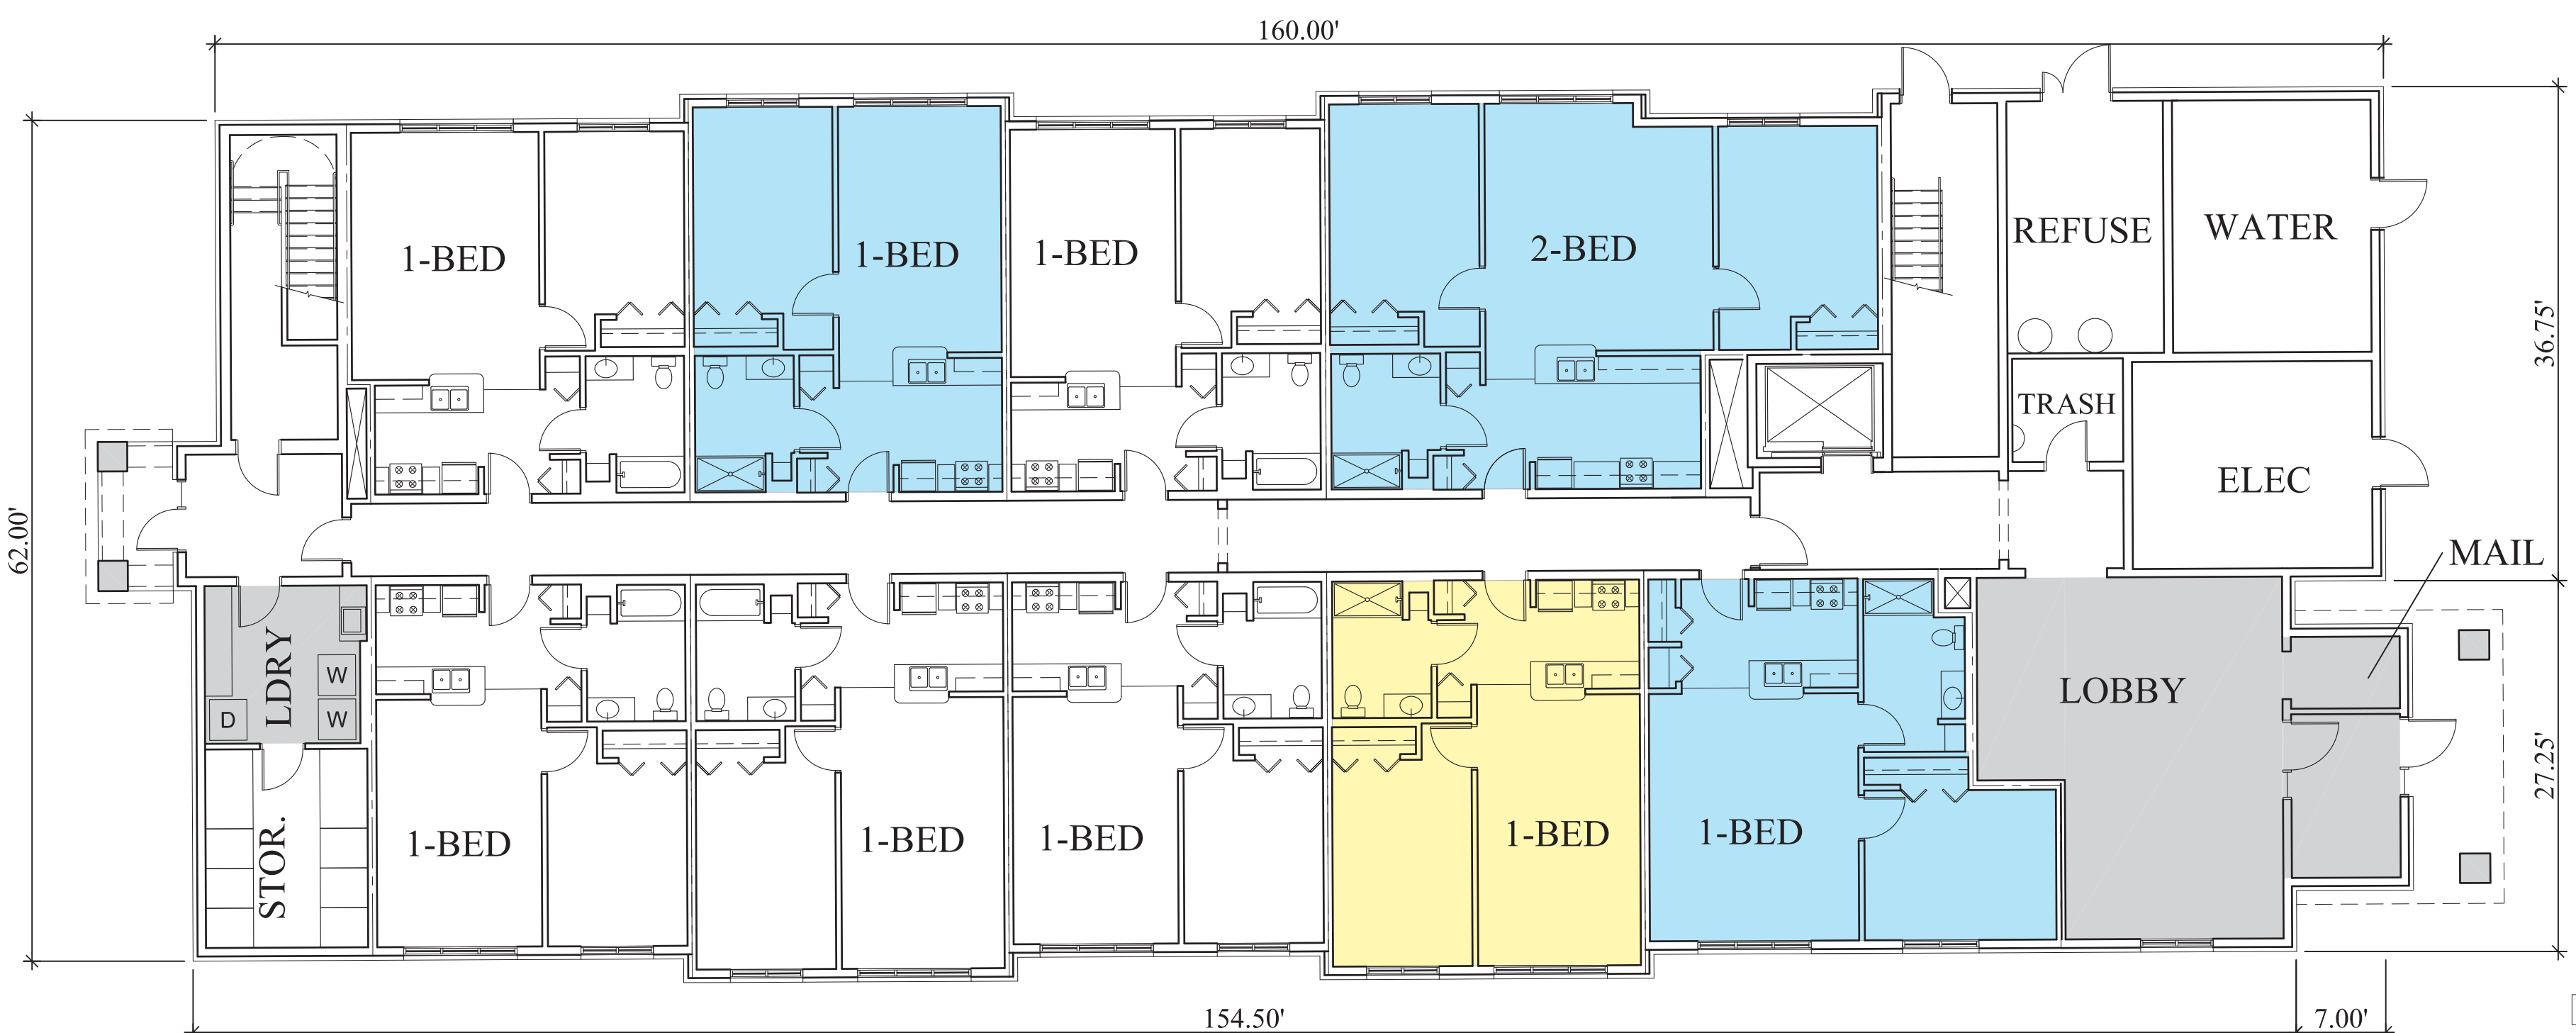 160.00'
1-BED
1-BED
1-BED
2-BED
REFUSE
WATER
36.75'
TRASH
ELEC
62.00'
MAIL
LDRY
W
W
D
LOBBY
STOR.
1-BED
1-BED
1-BED
1-BED
1-BED
27.25'
154.50'
7.00'